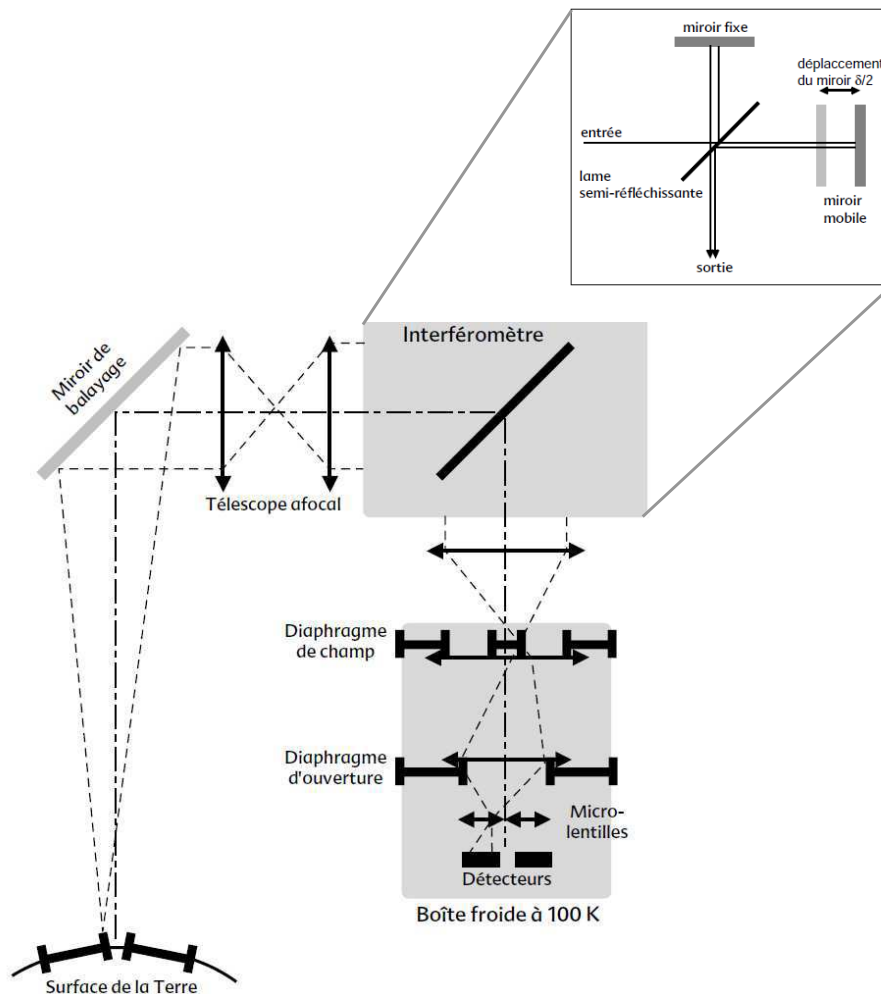 miroir fixe
déplaccement
du miroir δ/2
entrée
lame
semi-réfléchissante
miroir
mobile
sortie
Interféromètre
Miroir de
balayage
Télescope afocal
Diaphragme
de champ
Diaphragme
d'ouverture
Micro-
lentilles
Détecteurs
Boîte froide à 100 K
Surface de la Terre